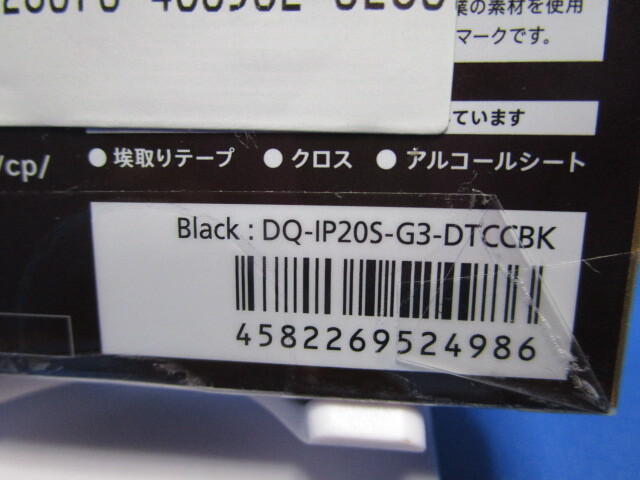 葉の素材を使用
マークです。
ています
/cp/
●埃取りテープ ●クロス ●アルコールシート
Black : DQ-IP20S-G3-DTCCBK
4582269524986